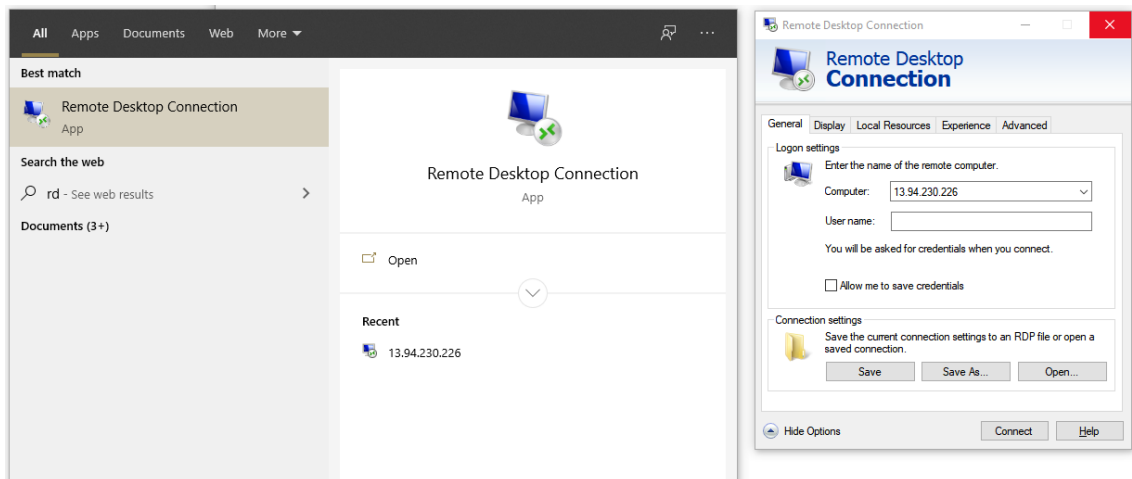 All Apps Documents Web More
Best match
Remote Desktop Connection
App
Search the web
rd - See web results
Documents (3+)
Remote Desktop Connection
App
Open
Recent
13.94.230.226
Remote Desktop Connection
Remote Desktop
Connection
General Display Local Resources Experience Advanced
Logon settings
Enter the name of the remote computer.
Computer: 13.94.230.226
User name:
You will be asked for credentials when you connect.
Allow me to save credentials
Connection settings
Save the current connection settings to an RDP file or open a
saved connection.
Save Save As... Open...
Hide Options Connect Help